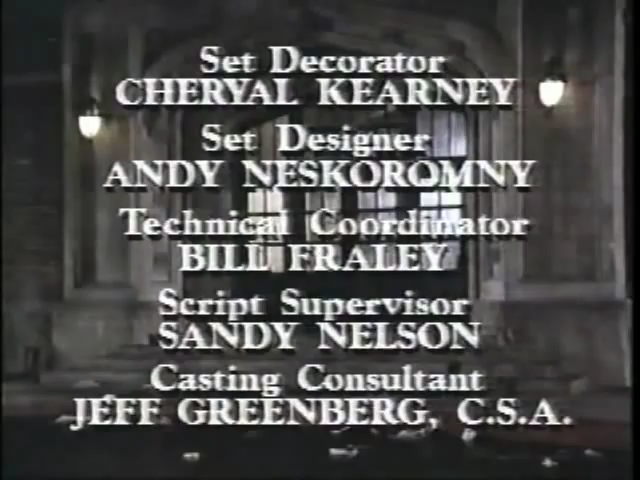 Set Decorator
CHERYAL KEARNEY
Set Designer
ANDY NESKOROMNY
Technical Coordinator
BILL FRALEY
Script Supervisor
SANDY NELSON
Casting Consultant
JEFF GREENBERG, C.S.A.